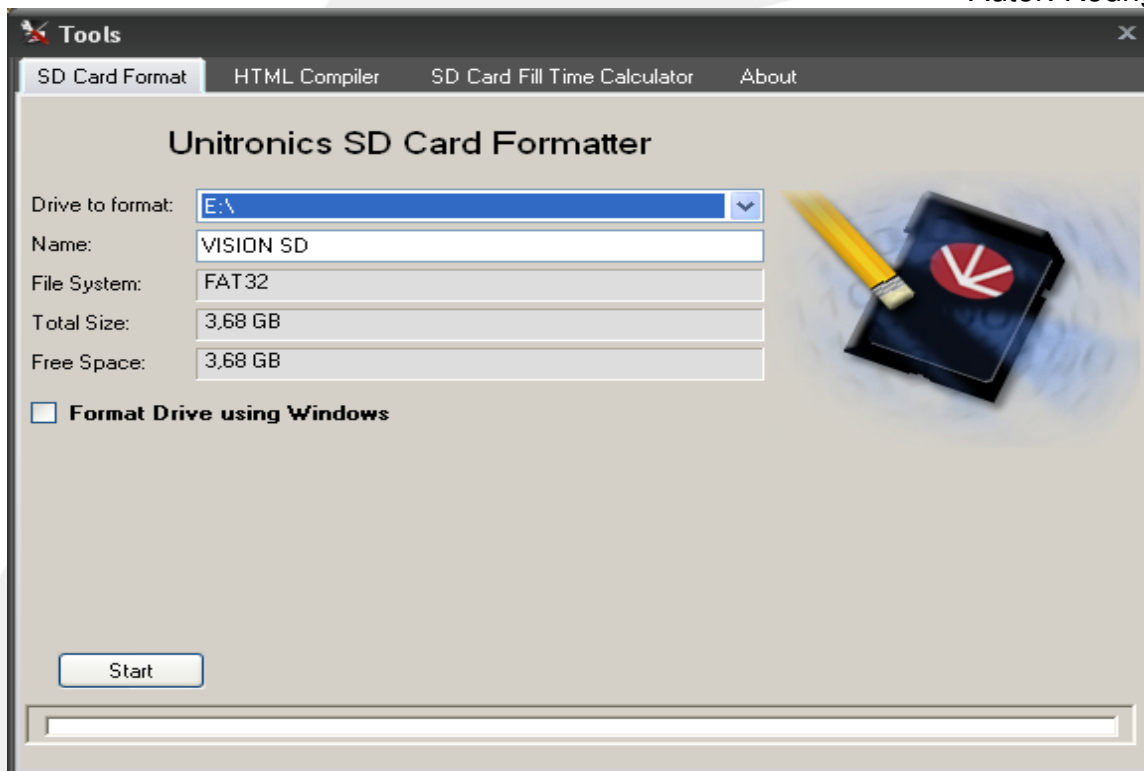 Tools
SD Card Format HTML Compiler SD Card Fill Time Calculator About
Unitronics SD Card Formatter
Drive to format: E:\
Name: VISION SD
File System: FAT32
Total Size: 3,68 GB
Free Space: 3,68 GB
Format Drive using Windows
Start